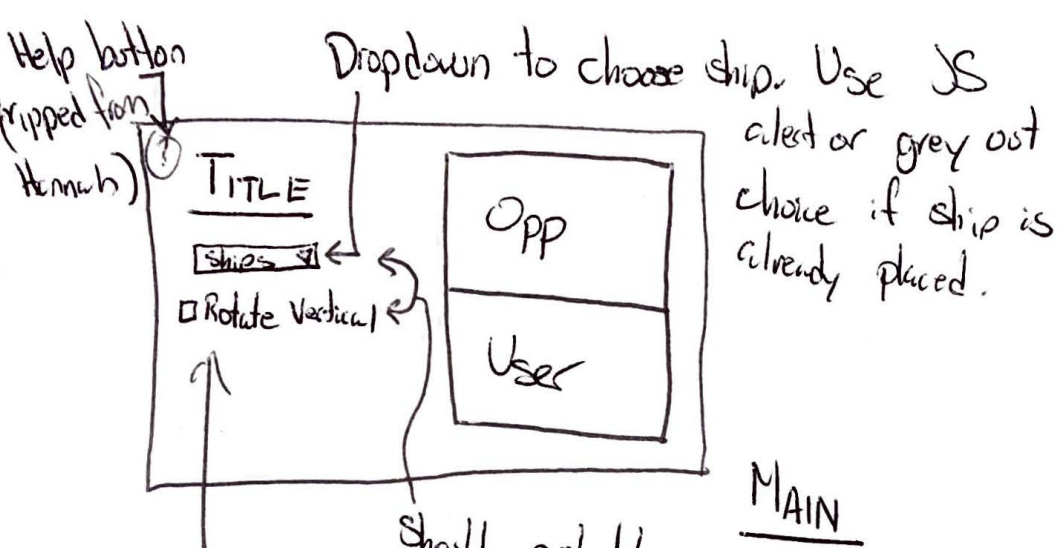 Help button
(ripped from
Hannah)
Dropdown to choose ship. Use JS
alert or grey out
choice if ship is
already placed.
?
TITLE
Ships
Rotate Vertical
Opp
User
MAIN